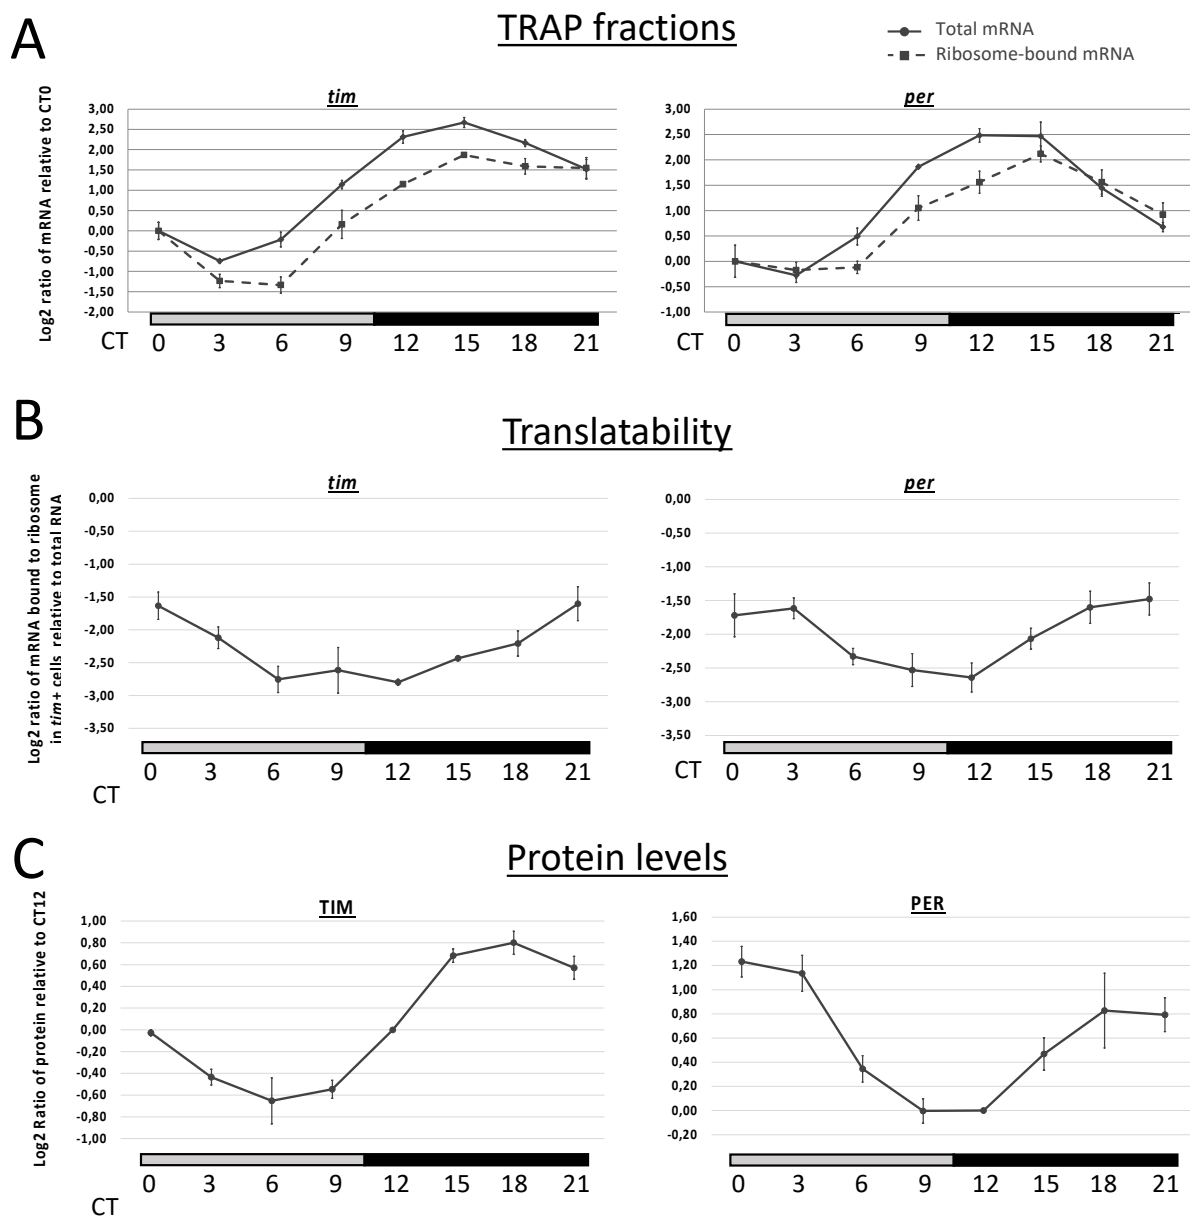 A
TRAP fractions
Total mRNA
Ribosome-bound mRNA
Log2 ratio of mRNA relative to CT0
tim
3,00
2,50
2,00
1,50
1,00
0,50
0,00
-0,50
-1,00
-1,50
-2,00
CT 0 3 6 9 12 15 18 21
per
3,00
2,50
2,00
1,50
1,00
0,50
0,00
-0,50
-1,00
CT 0 3 6 9 12 15 18 21
B
Translatability
Log2 ratio of mRNA bound to ribosome
in tim+ cells relative to total RNA
tim
0,00
-0,50
-1,00
-1,50
-2,00
-2,50
-3,00
-3,50
0 3 6 9 12 15 18 21
CT
per
0,00
-0,50
-1,00
-1,50
-2,00
-2,50
-3,00
-3,50
CT 0 3 6 9 12 15 18 21
C
Protein levels
Log2 Ratio of protein relative to CT12
TIM
1,00
0,80
0,60
0,40
0,20
0,00
-0,20
-0,40
-0,60
-0,80
-1,00
0 3 6 9 12 15 18 21
CT
PER
1,60
1,40
1,20
1,00
0,80
0,60
0,40
0,20
0,00
-0,20
0 3 6 9 12 15 18 21